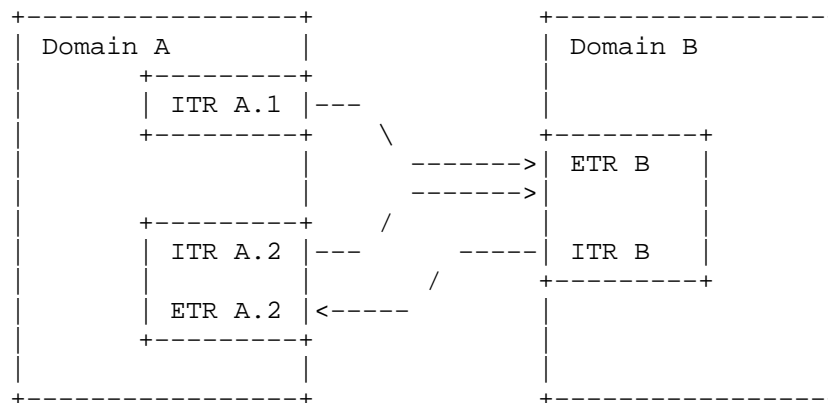 Domain A Domain B
ITR A.1
ETR B
ITR A.2 ITR B
ETR A.2